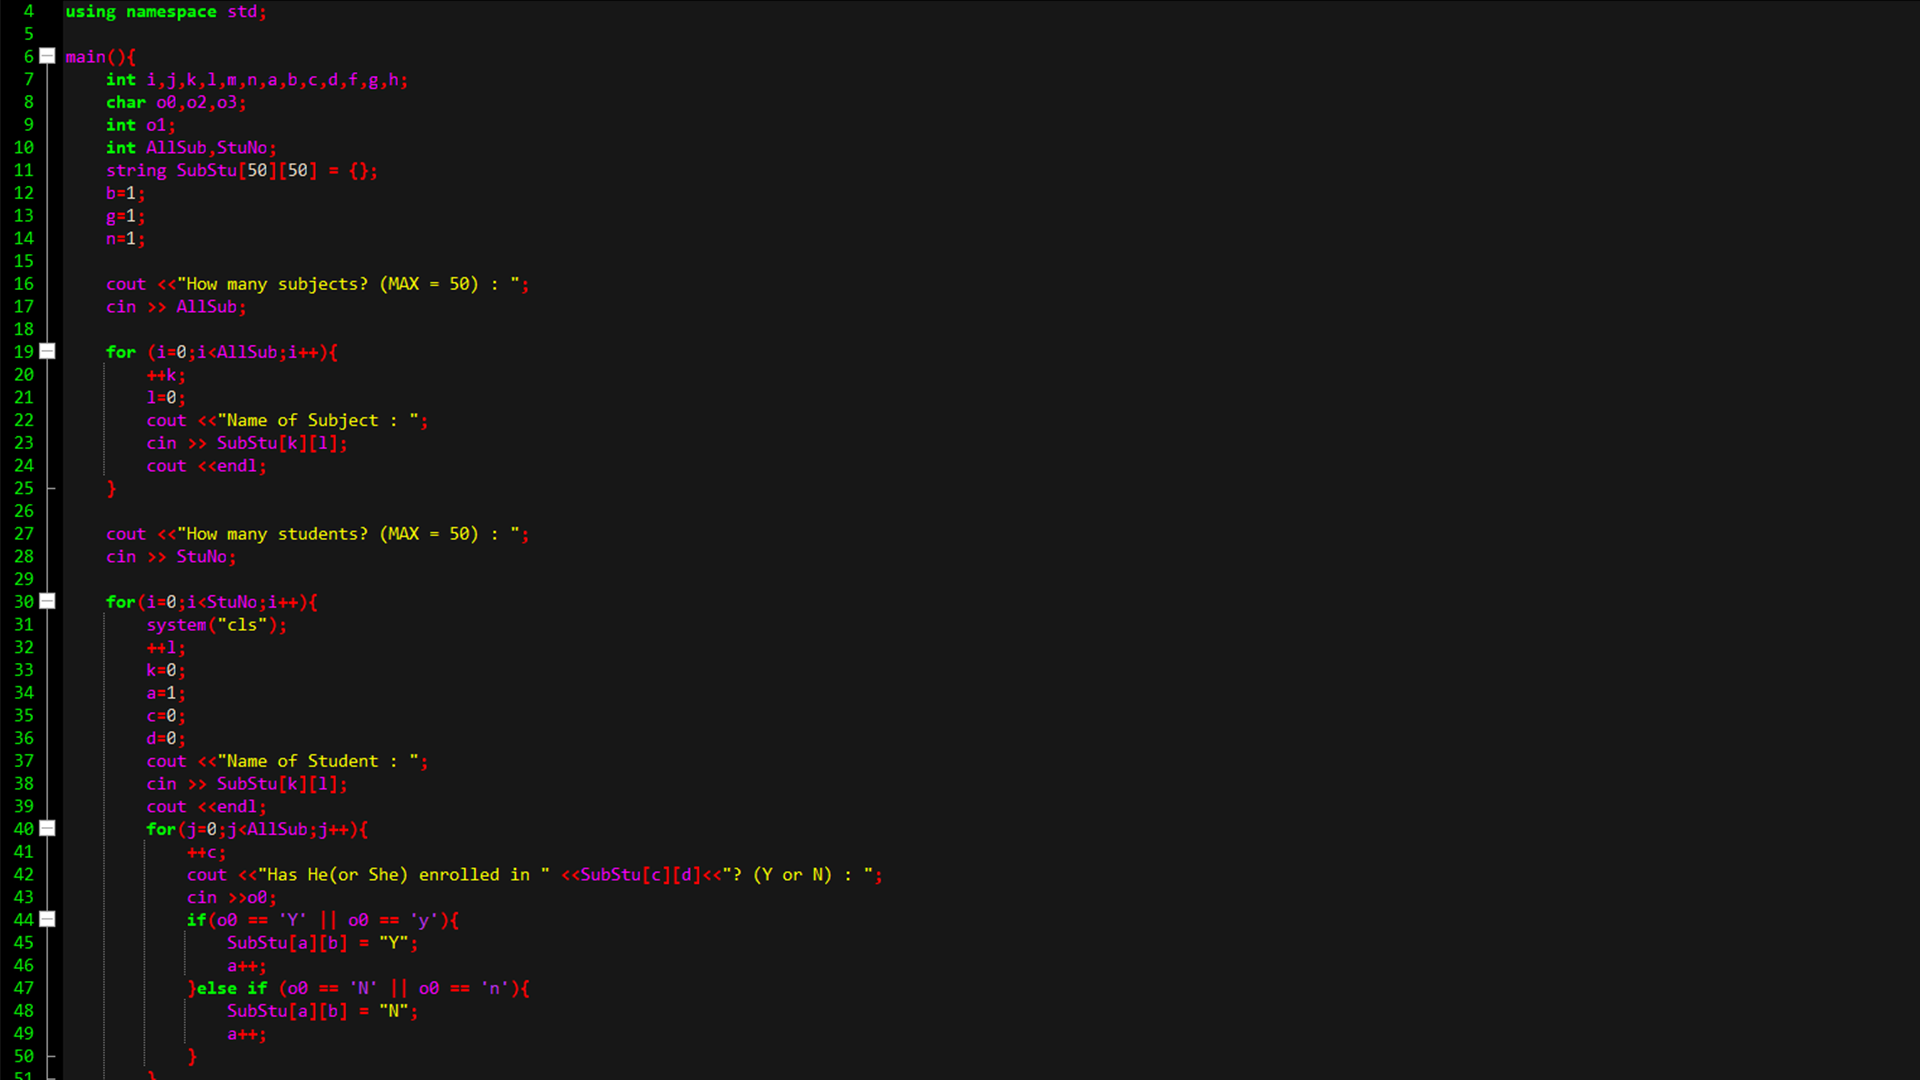 4 using namespace std;
5
6 main(){
7 int i,j,k,l,m,n,a,b,c,d,f,g,h;
8 char o0,o2,o3;
9 int o1;
10 int AllSub,StuNo;
11 string SubStu[50][50] = {};
12 b=1;
13 g=1;
14 n=1;
15
16 cout <<"How many subjects? (MAX = 50) : ";
17 cin >> AllSub;
18
19 for (i=0;i<AllSub;i++){
20 ++k;
21 l=0;
22 cout <<"Name of Subject : ";
23 cin >> SubStu[k][l];
24 cout <<endl;
25 }
26
27 cout <<"How many students? (MAX = 50) : ";
28 cin >> StuNo;
29
30 for(i=0;i<StuNo;i++){
31 system("cls");
32 ++l;
33 k=0;
34 a=1;
35 c=0;
36 d=0;
37 cout <<"Name of Student : ";
38 cin >> SubStu[k][l];
39 cout <<endl;
40 for(j=0;j<AllSub;j++){
41 ++c;
42 cout <<"Has He(or She) enrolled in " <<SubStu[c][d]<<"? (Y or N) : ";
43 cin >>o0;
44 if(o0 == 'Y' || o0 == 'y'){
45 SubStu[a][b] = "Y";
46 a++;
47 }else if (o0 == 'N' || o0 == 'n'){
48 SubStu[a][b] = "N";
49 a++;
50 }
51 }